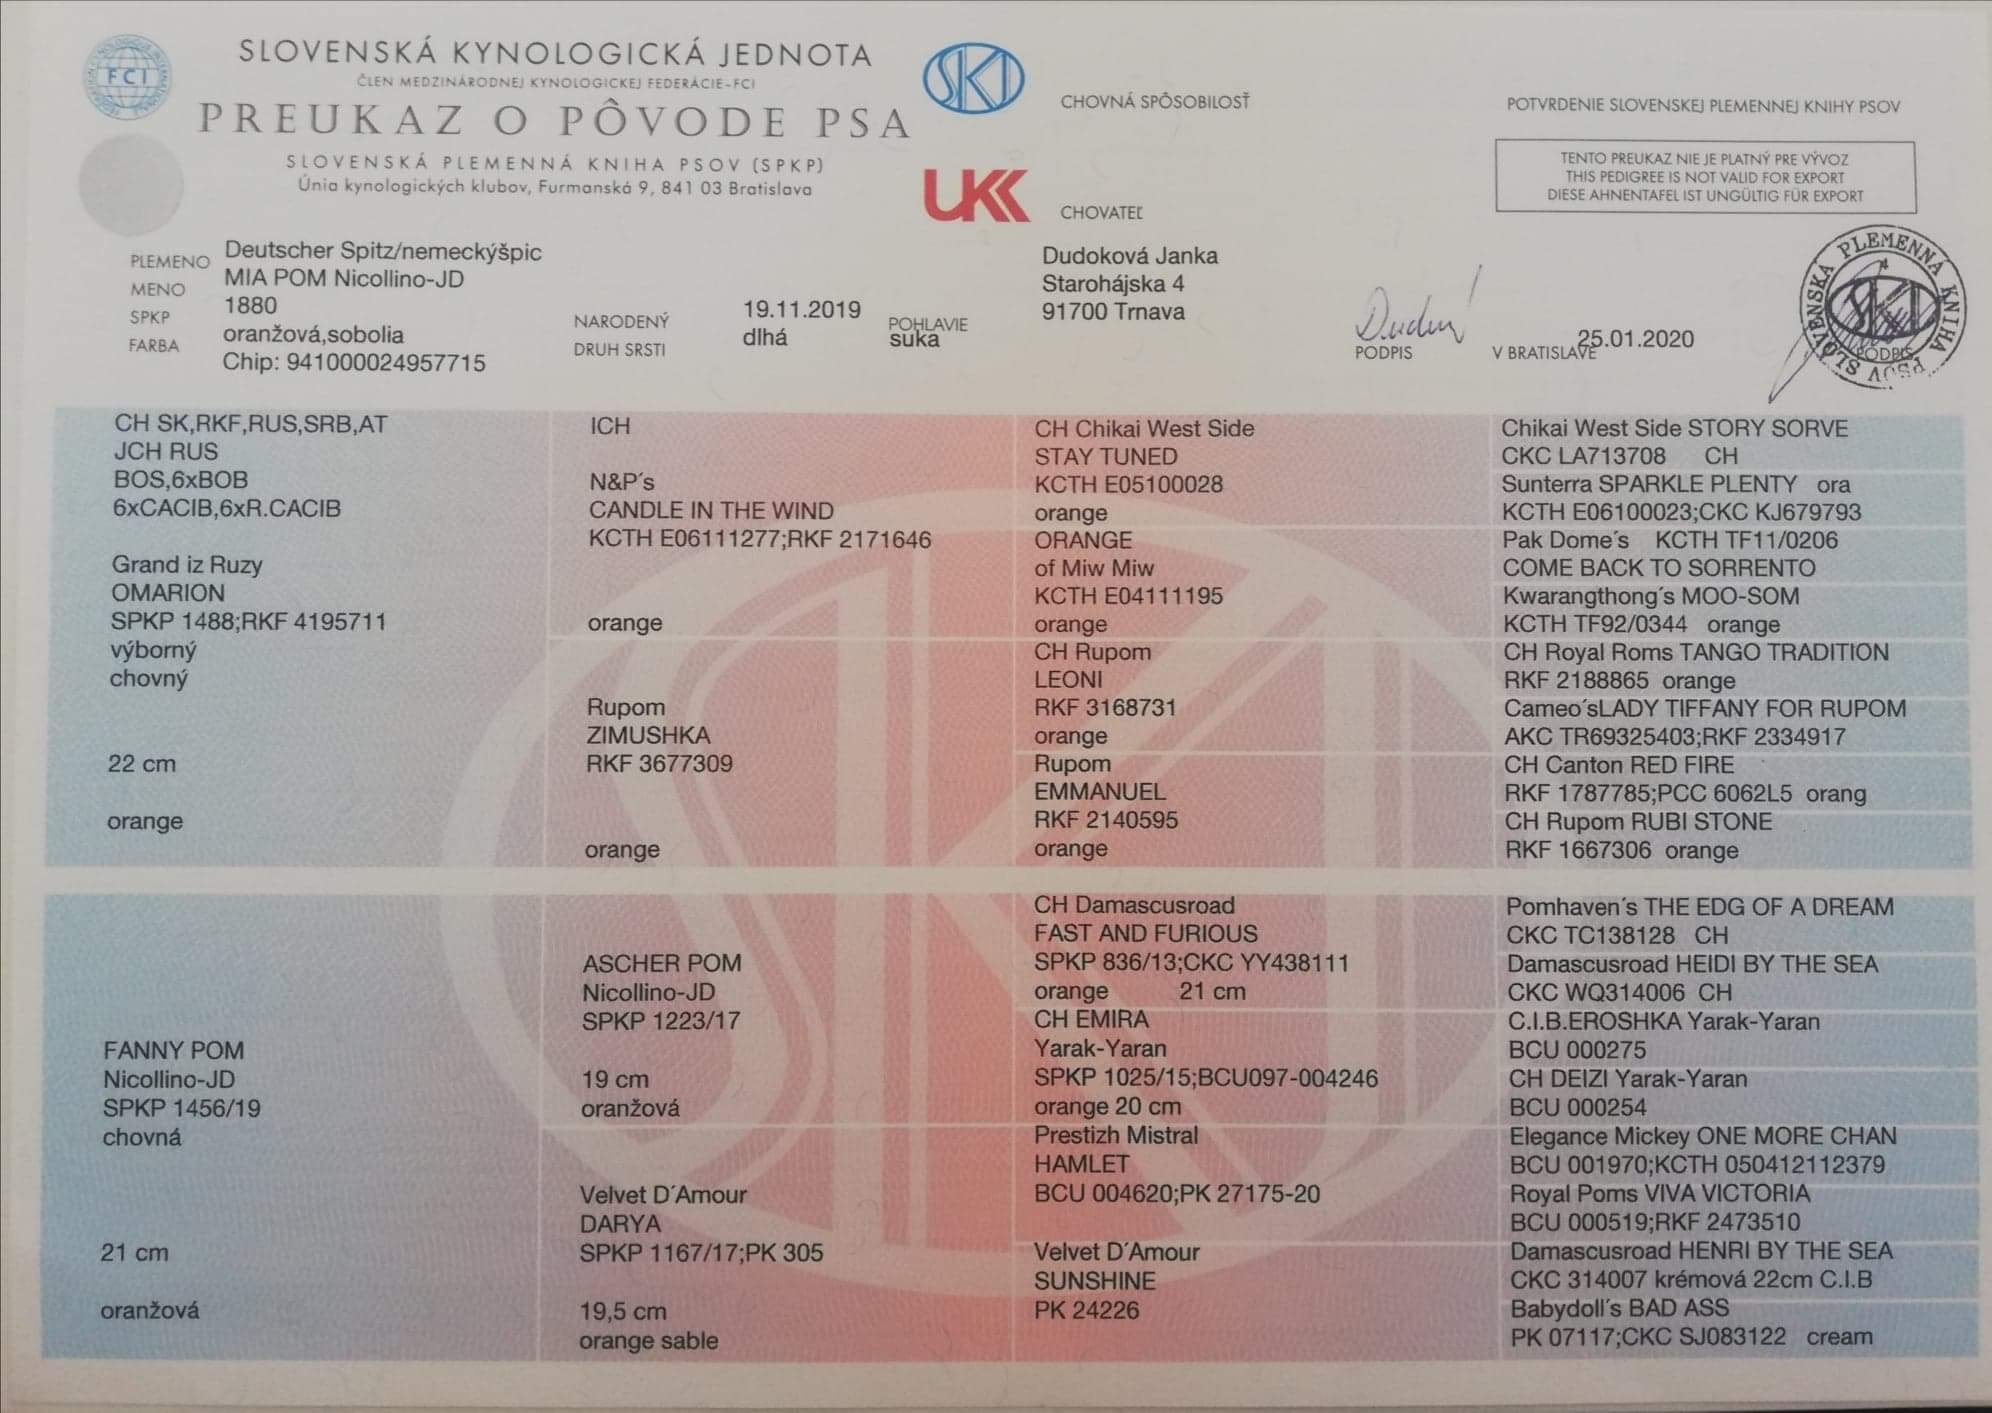 FCI
SLOVENSKÁ KYNOLOGICKÁ JEDNOTA
ČLEN MEDZINÁRODNEJ KYNOLOGICKEJ FEDERÁCIE-FCI
PREUKAZ O PÔVODE PSA
SLOVENSKÁ PLEMENNÁ KNIHA PSOV (SPKP)
Únia kynologických klubov, Furmanská 9, 841 03 Bratislava
SKJ
UKK
CHOVNÁ SPÔSOBILOSŤ
CHOVATEĽ
POTVRDENIE SLOVENSKEJ PLEMENNEJ KNIHY PSOV
TENTO PREUKAZ NIE JE PLATNÝ PRE VÝVOZ
THIS PEDIGREE IS NOT VALID FOR EXPORT
DIESE AHNENTAFEL IST UNGÜLTIG FÜR EXPORT
PLEMENO Deutscher Spitz/nemeckýšpic
MENO MIA POM Nicollino-JD
SPKP 1880
FARBA oranžová,sobolia
Chip: 941000024957715
NARODENÝ 19.11.2019
DRUH SRSTI dlhá
POHLAVIE
suka
Dudoková Janka
Starohájska 4
91700 Trnava
PODPIS
V BRATISLAVE 25.01.2020
PODPIS
SLOVENSKÁ PLEMENNÁ KNIHA PSOV
4
SKJ
CH SK,RKF,RUS,SRB,AT
JCH RUS
BOS,6xBOB
6xCACIB,6xR.CACIB
Grand iz Ruzy
OMARION
SPKP 1488;RKF 4195711
výborný
chovný
22 cm
orange
ICH
N&P´s
CANDLE IN THE WIND
KCTH E06111277;RKF 2171646
orange
Rupom
ZIMUSHKA
RKF 3677309
orange
CH Chikai West Side
STAY TUNED
KCTH E05100028
orange
ORANGE
of Miw Miw
KCTH E04111195
orange
CH Rupom
LEONI
RKF 3168731
orange
Rupom
EMMANUEL
RKF 2140595
orange
Chikai West Side STORY SORVE
CKC LA713708 CH
Sunterra SPARKLE PLENTY ora
KCTH E06100023;CKC KJ679793
Pak Dome´s KCTH TF11/0206
COME BACK TO SORRENTO
Kwarangthong´s MOO-SOM
KCTH TF92/0344 orange
CH Royal Roms TANGO TRADITION
RKF 2188865 orange
Cameo´sLADY TIFFANY FOR RUPOM
AKC TR69325403;RKF 2334917
CH Canton RED FIRE
RKF 1787785;PCC 6062L5 orang
CH Rupom RUBI STONE
RKF 1667306 orange
FANNY POM
Nicollino-JD
SPKP 1456/19
chovná
21 cm
oranžová
ASCHER POM
Nicollino-JD
SPKP 1223/17
19 cm
oranžová
Velvet D´Amour
DARYA
SPKP 1167/17;PK 305
19,5 cm
orange sable
CH Damascusroad
FAST AND FURIOUS
SPKP 836/13;CKC YY438111
orange 21 cm
CH EMIRA
Yarak-Yaran
SPKP 1025/15;BCU097-004246
orange 20 cm
Prestizh Mistral
HAMLET
BCU 004620;PK 27175-20
Velvet D´Amour
SUNSHINE
PK 24226
Pomhaven´s THE EDG OF A DREAM
CKC TC138128 CH
Damascusroad HEIDI BY THE SEA
CKC WQ314006 CH
C.I.B.EROSHKA Yarak-Yaran
BCU 000275
CH DEIZI Yarak-Yaran
BCU 000254
Elegance Mickey ONE MORE CHAN
BCU 001970;KCTH 050412112379
Royal Poms VIVA VICTORIA
BCU 000519;RKF 2473510
Damascusroad HENRI BY THE SEA
CKC 314007 krémová 22cm C.I.B
Babydoll´s BAD ASS
PK 07117;CKC SJ083122 cream